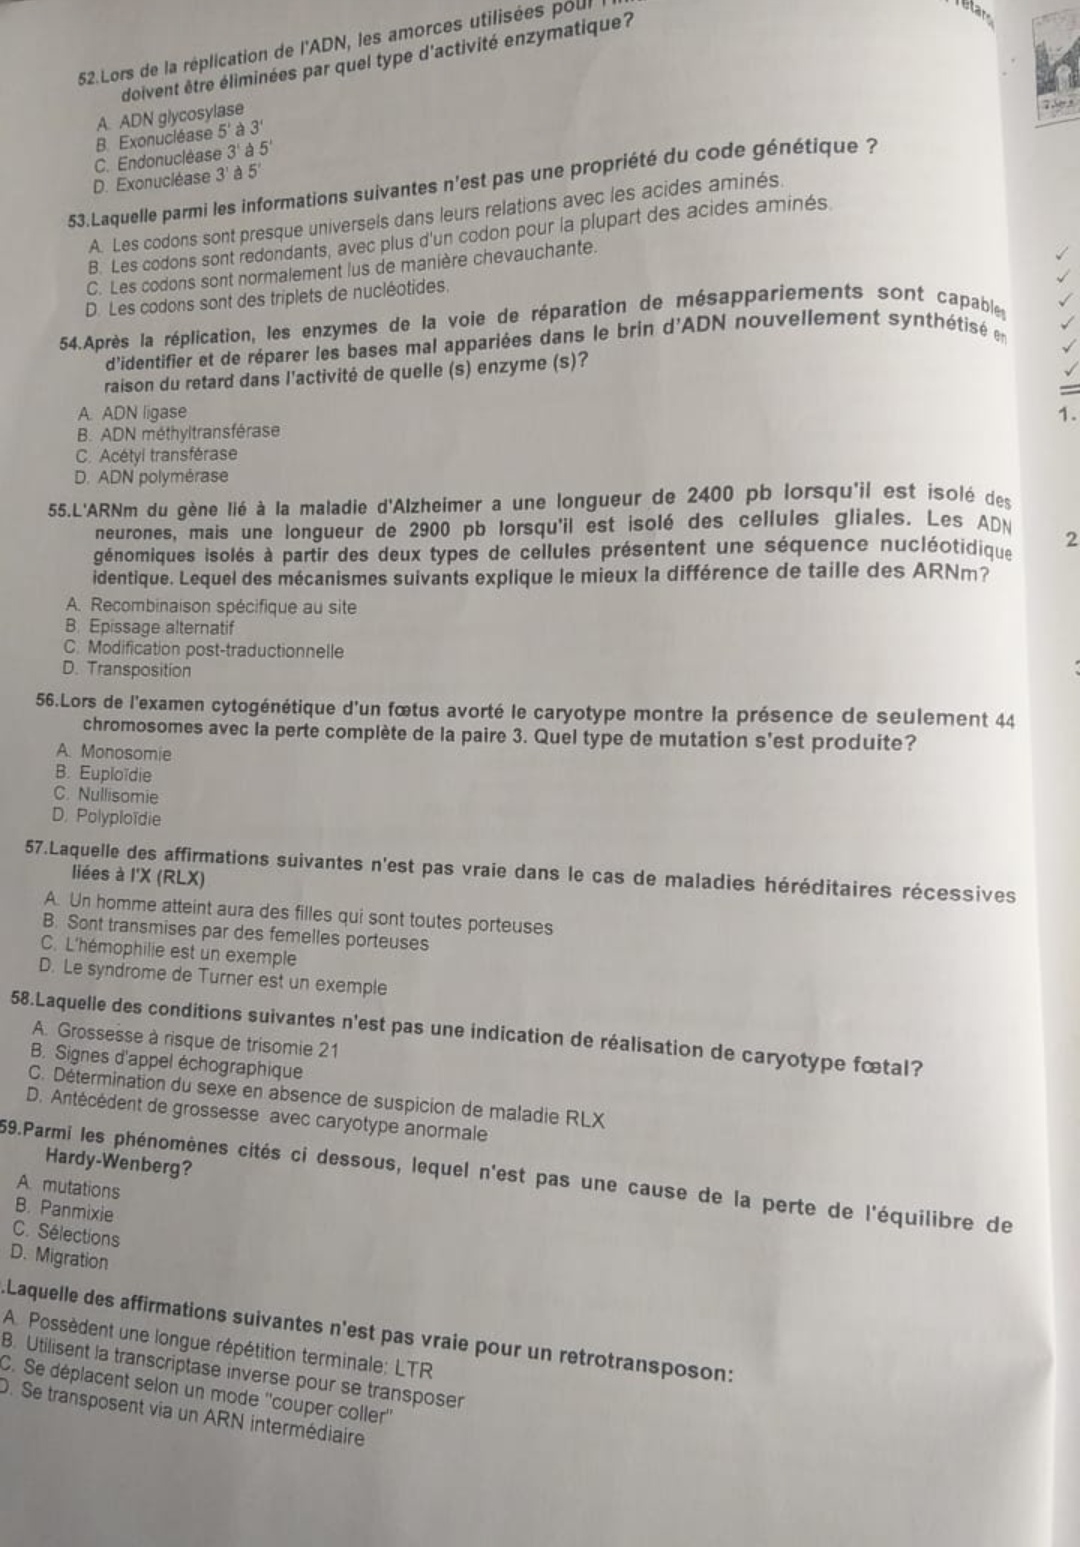 52.Lors de la réplication de l'ADN, les amorces utilisées pour
doivent être éliminées par quel type d'activité enzymatique?
A. ADN glycosylase
B. Exonucléase 5' à 3'
C. Endonucléase 3' à 5'
D. Exonucléase 3' à 5'
53.Laquelle parmi les informations suivantes n'est pas une propriété du code génétique ?
A. Les codons sont presque universels dans leurs relations avec les acides aminés.
B. Les codons sont redondants, avec plus d'un codon pour la plupart des acides aminés.
C. Les codons sont normalement lus de manière chevauchante.
D. Les codons sont des triplets de nucléotides.
54.Après la réplication, les enzymes de la voie de réparation de mésappariements sont capables
d'identifier et de réparer les bases mal appariées dans le brin d'ADN nouvellement synthétisé en
raison du retard dans l'activité de quelle (s) enzyme (s)?
A. ADN ligase
B. ADN méthyltransférase
C. Acétyl transférase
D. ADN polymérase
55.L'ARNm du gène lié à la maladie d'Alzheimer a une longueur de 2400 pb lorsqu'il est isolé des
neurones, mais une longueur de 2900 pb lorsqu'il est isolé des cellules gliales. Les ADN
génomiques isolés à partir des deux types de cellules présentent une séquence nucléotidique
identique. Lequel des mécanismes suivants explique le mieux la différence de taille des ARNm?
A. Recombinaison spécifique au site
B. Epissage alternatif
C. Modification post-traductionnelle
D. Transposition
56.Lors de l'examen cytogénétique d'un fœtus avorté le caryotype montre la présence de seulement 44
chromosomes avec la perte complète de la paire 3. Quel type de mutation s'est produite?
A. Monosomie
B. Euploïdie
C. Nullisomie
D. Polyploïdie
57.Laquelle des affirmations suivantes n'est pas vraie dans le cas de maladies héréditaires récessives
liées à l'X (RLX)
A. Un homme atteint aura des filles qui sont toutes porteuses
B. Sont transmises par des femelles porteuses
C. L'hémophilie est un exemple
D. Le syndrome de Turner est un exemple
58.Laquelle des conditions suivantes n'est pas une indication de réalisation de caryotype fœtal?
A. Grossesse à risque de trisomie 21
B. Signes d'appel échographique
C. Détermination du sexe en absence de suspicion de maladie RLX
D. Antécédent de grossesse avec caryotype anormale
59.Parmi les phénomènes cités ci dessous, lequel n'est pas une cause de la perte de l'équilibre de
Hardy-Wenberg?
A. mutations
B. Panmixie
C. Sélections
D. Migration
.Laquelle des affirmations suivantes n'est pas vraie pour un retrotransposon:
A. Possèdent une longue répétition terminale: LTR
B. Utilisent la transcriptase inverse pour se transposer
C. Se déplacent selon un mode "couper coller"
D. Se transposent via un ARN intermédiaire
1.
2